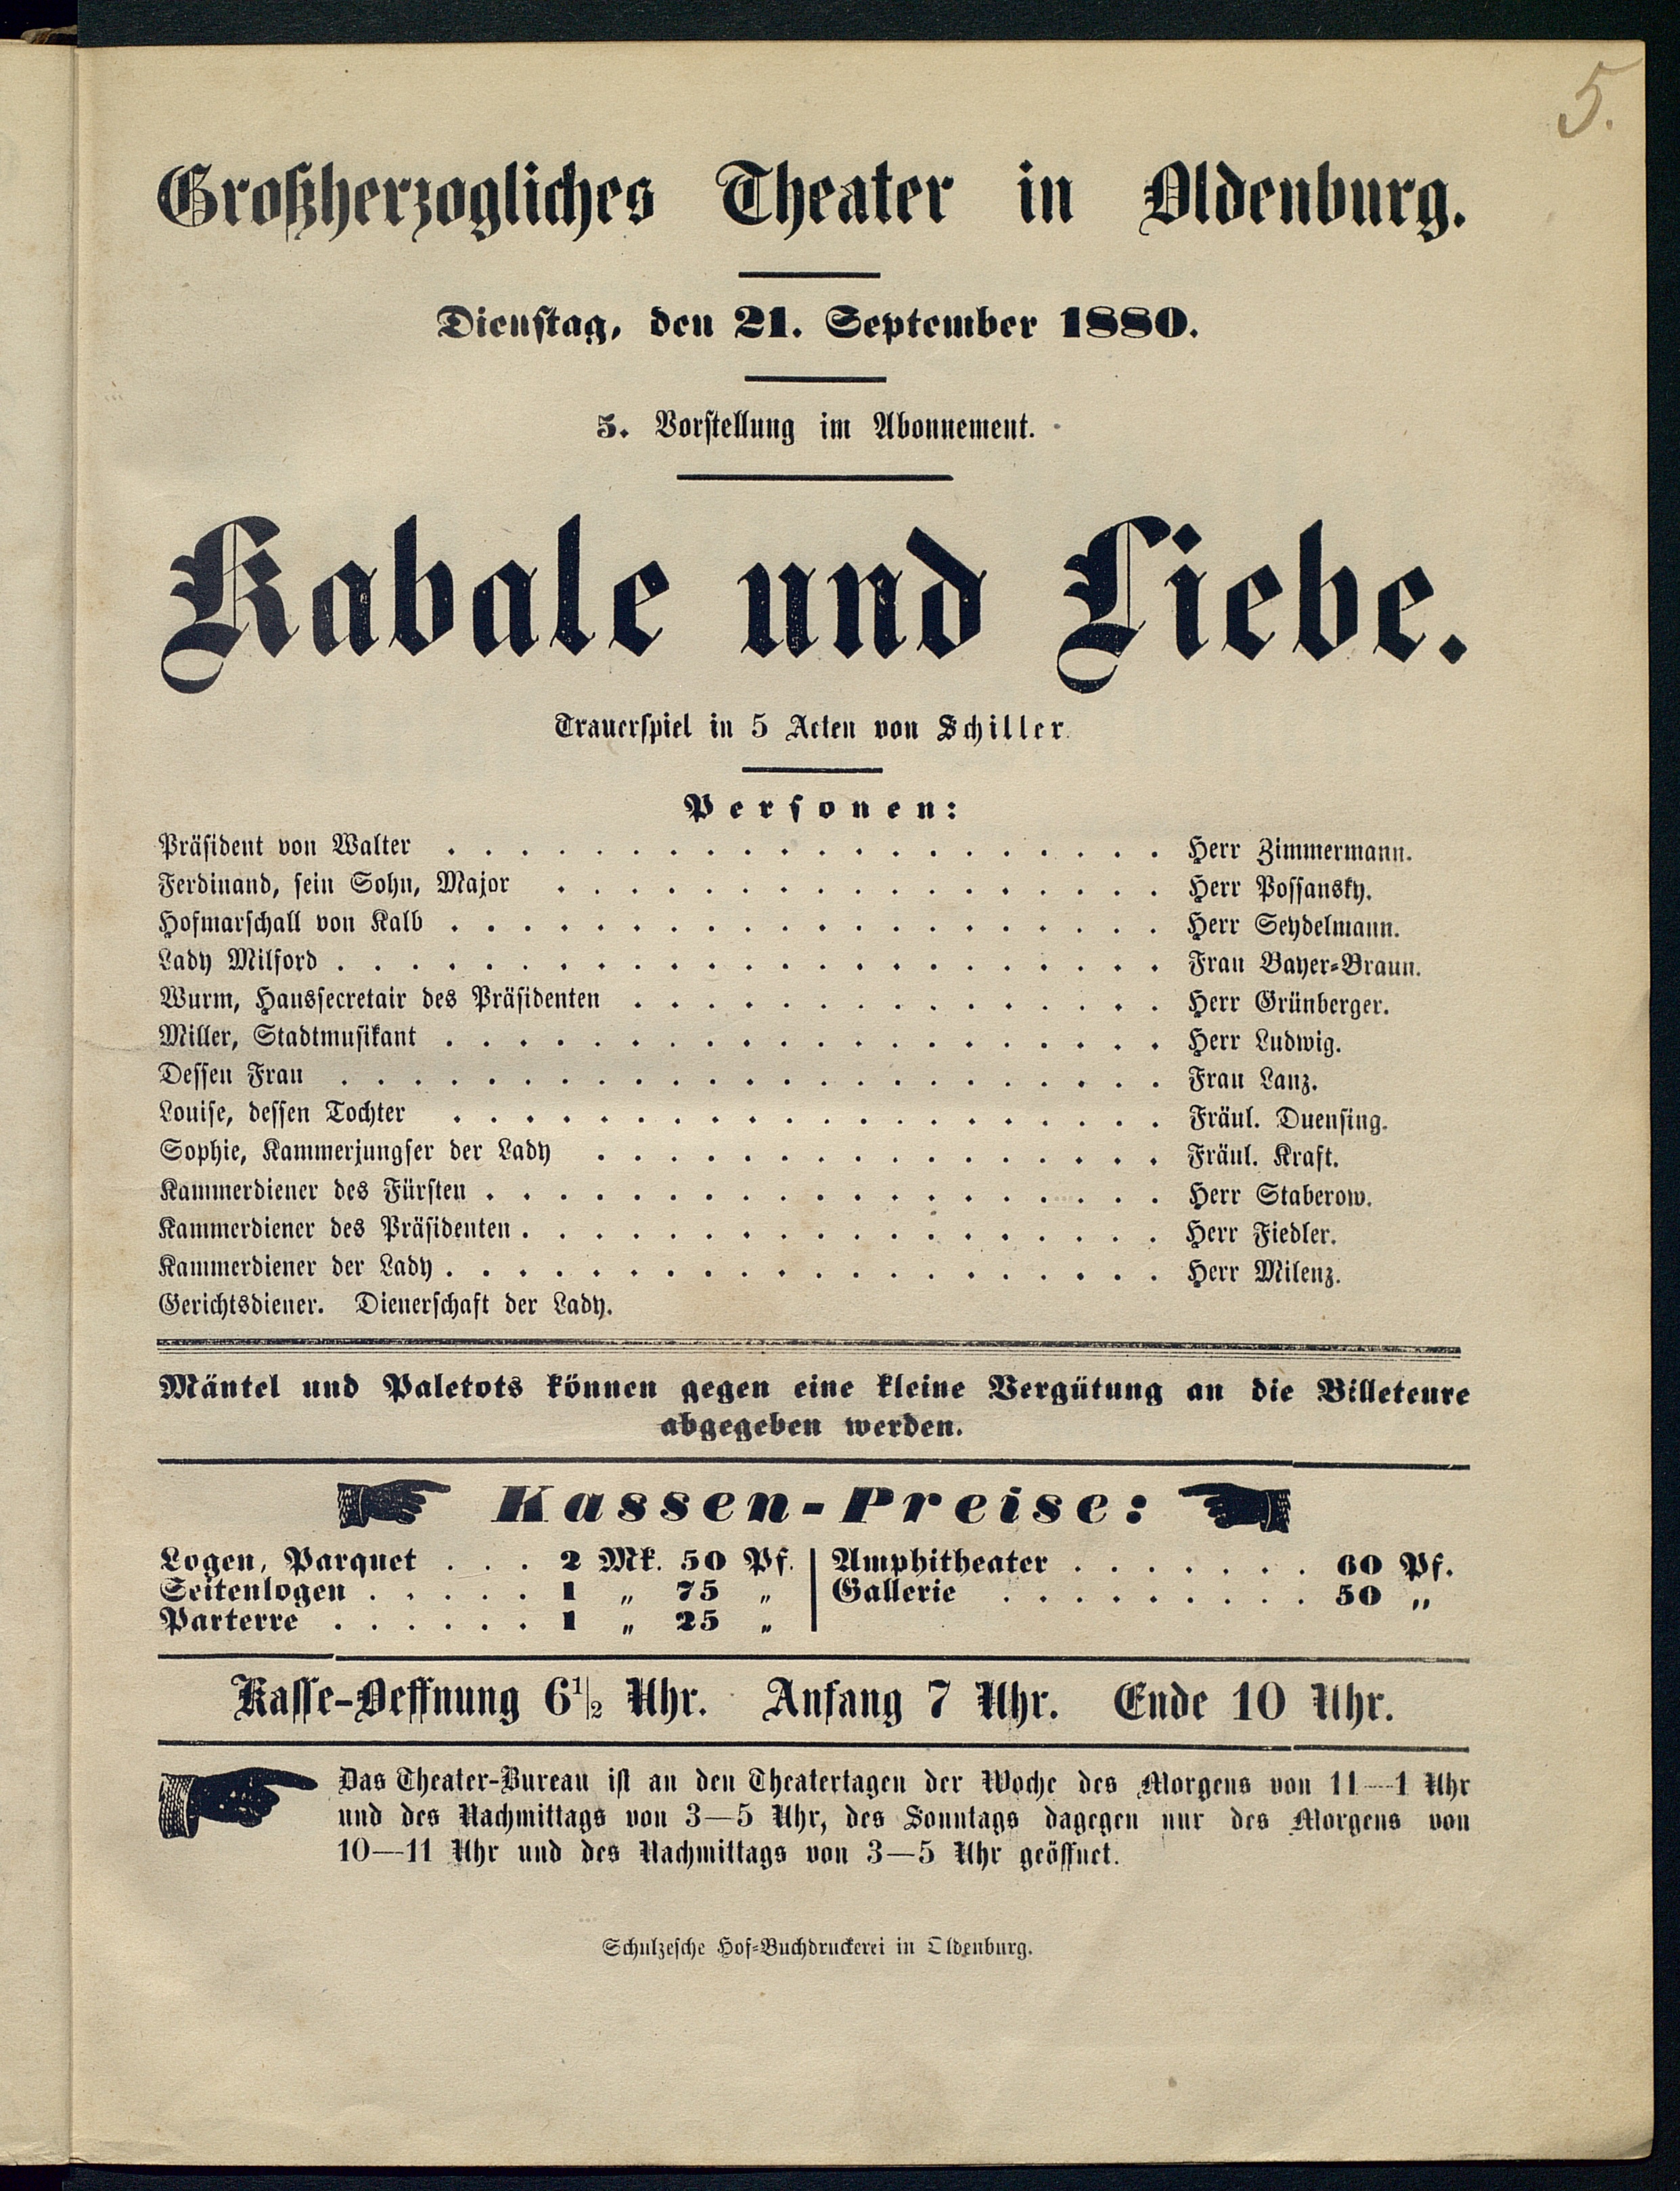 5.
Großherzogliches Theater in Oldenburg.
Dienstag, den 21. September 1880.
5. Vorstellung im Abonnement.
Kabale und Liebe.
Trauerspiel in 5 Acten von Schiller.
Personen:
Präsident von Walter . . . . . . . . . . . . . . . . . . . . Herr Zimmermann.
Ferdinand, sein Sohn, Major . . . . . . . . . . . . . . . . . Herr Possansky.
Hofmarschall von Kalb . . . . . . . . . . . . . . . . . . . . Herr Seydelmann.
Lady Milford . . . . . . . . . . . . . . . . . . . . . . . Frau Bayer-Braun.
Wurm, Haussecretair des Präsidenten . . . . . . . . . . . . . . . Herr Grünberger.
Miller, Stadtmusikant . . . . . . . . . . . . . . . . . . . . Herr Ludwig.
Dessen Frau . . . . . . . . . . . . . . . . . . . . . . . Frau Lanz.
Louise, dessen Tochter . . . . . . . . . . . . . . . . . . . . Fräul. Duensing.
Sophie, Kammerjungfer der Lady . . . . . . . . . . . . . . . . Fräul. Kraft.
Kammerdiener des Fürsten . . . . . . . . . . . . . . . . . . . Herr Staberow.
Kammerdiener des Präsidenten . . . . . . . . . . . . . . . . . . Herr Fiedler.
Kammerdiener der Lady . . . . . . . . . . . . . . . . . . . . Herr Milenz.
Gerichtsdiener. Dienerschaft der Lady.
Mäntel und Paletots können gegen eine kleine Vergütung an die Billeteure
abgegeben werden.
Kassen-Preise:
Logen, Parquet . . . 2 Mk. 50 Pf. | Amphitheater . . . . . . . 60 Pf.
Seitenlogen . . . . . 1 „ 75 „ | Gallerie . . . . . . . . . 50 „
Parterre . . . . . . 1 „ 25 „
Kasse-Oeffnung 6 1/2 Uhr. Anfang 7 Uhr. Ende 10 Uhr.
Das Theater-Bureau ist an den Theatertagen der Woche des Morgens von 11—1 Uhr
und des Nachmittags von 3—5 Uhr, des Sonntags dagegen nur des Morgens von
10—11 Uhr und des Nachmittags von 3—5 Uhr geöffnet.
Schulzesche Hof-Buchdruckerei in Oldenburg.